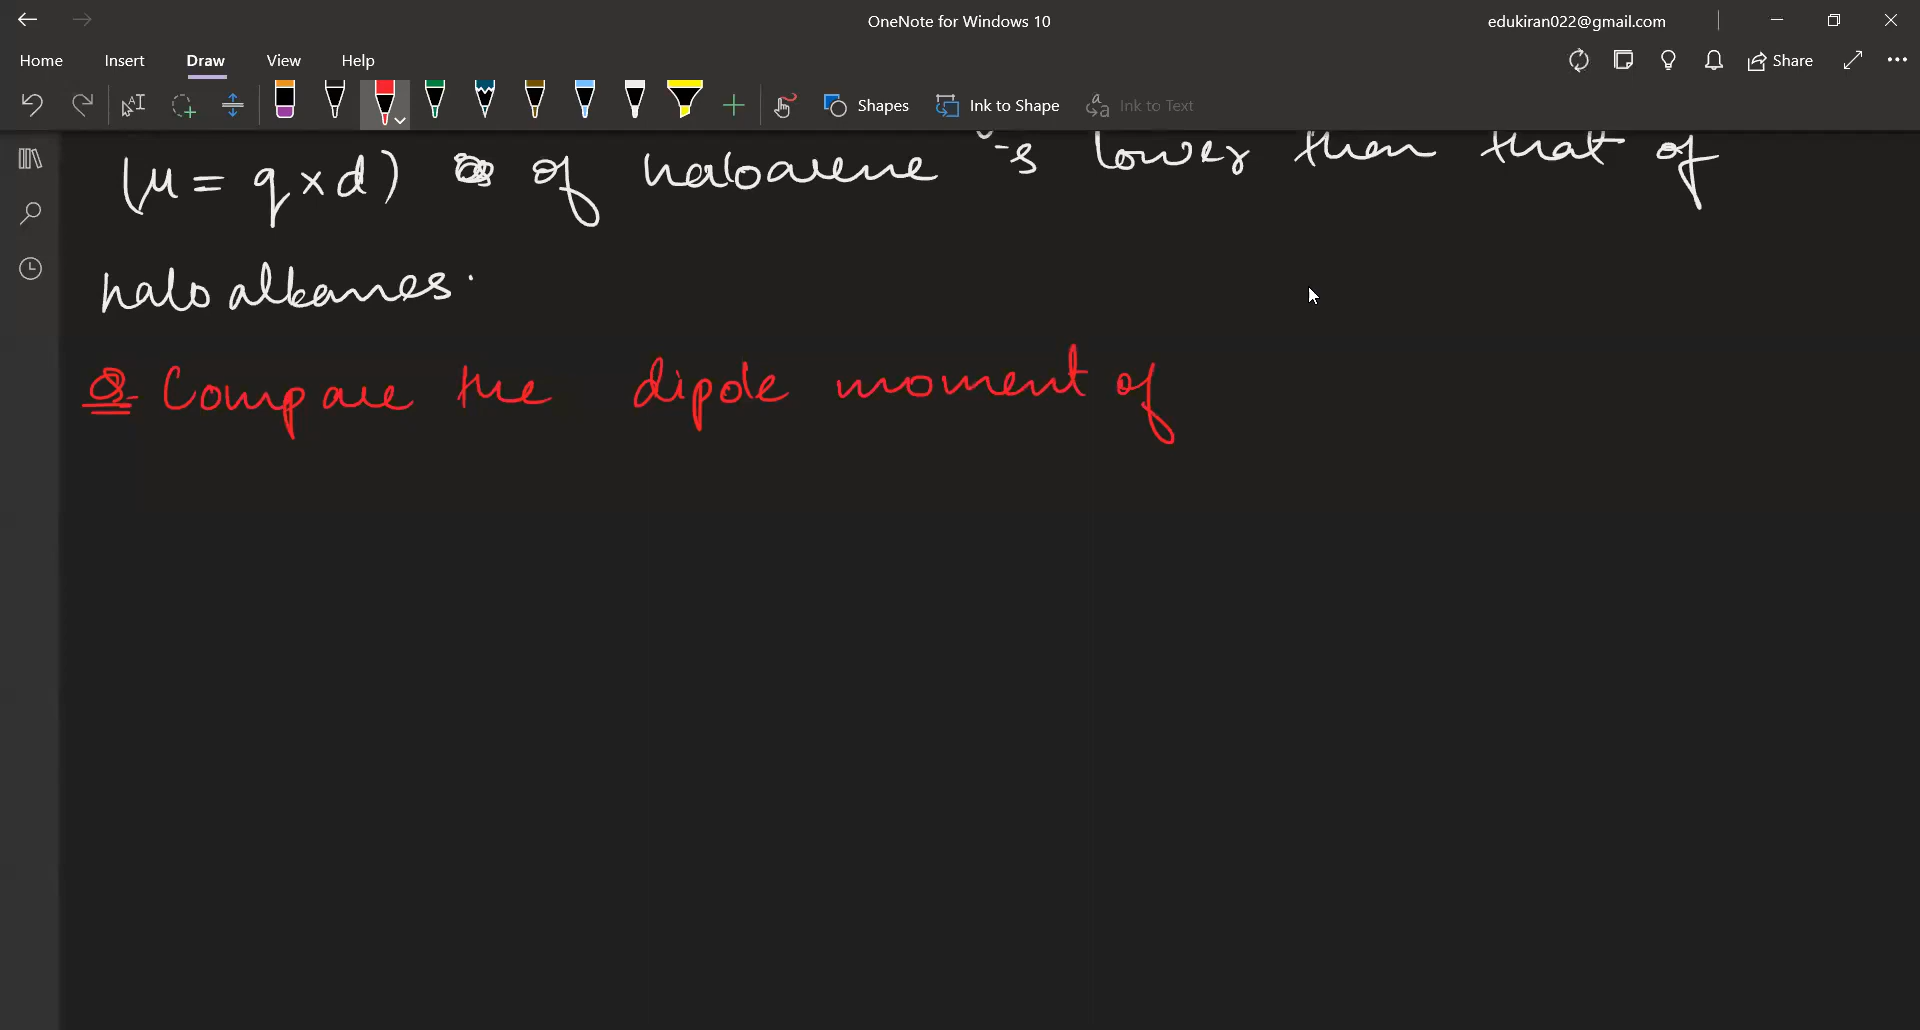 OneNote for Windows 10
edukiran022@gmail.com
Home Insert Draw View Help
Share
Shapes Ink to Shape Ink to Text
(μ = q × d) of haloarene is lower then that of
halo alkanes.
Q Compare the dipole moment of